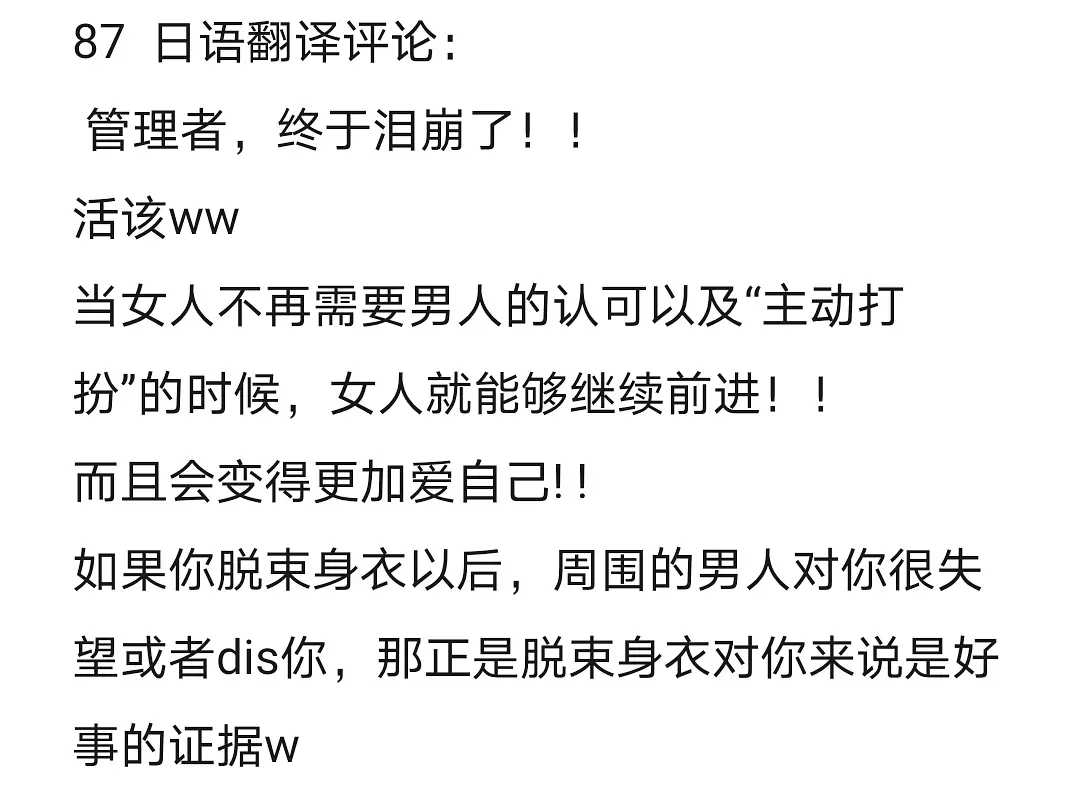 87  日语翻译评论：
管理者，终于泪崩了！！
活该ww
当女人不再需要男人的认可以及“主动打
扮”的时候，女人就能够继续前进！！
而且会变得更加爱自己!!
如果你脱束身衣以后，周围的男人对你很失
望或者dis你，那正是脱束身衣对你来说是好
事的证据w